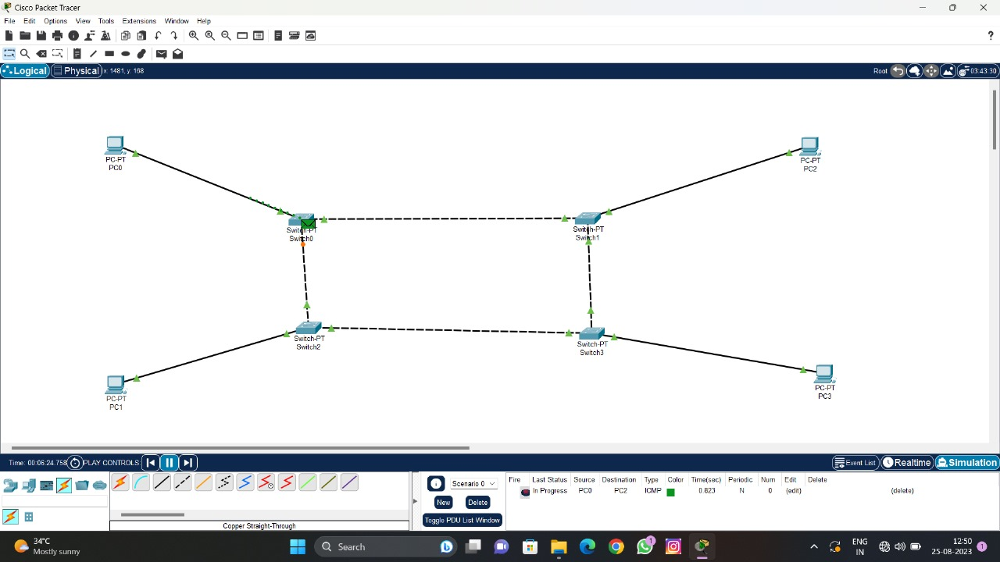 Cisco Packet Tracer
File Edit Options View Tools Extensions Window Help
?
Logical Physical x: 1481, y: 168 Root 03:43:30
PC-PT
PC0
PC-PT
PC2
Switch-PT
Switch0
Switch-PT
Switch1
Switch-PT
Switch2
Switch-PT
Switch3
PC-PT
PC1
PC-PT
PC3
Time: 00:06:24.758 PLAY CONTROLS: Event List Realtime Simulation
Scenario 0
New Delete
Toggle PDU List Window
Fire Last Status Source Destination Type Color Time(sec) Periodic Num Edit Delete
In Progress PC0 PC2 ICMP 0.823 N 0 (edit) (delete)
Copper Straight-Through
34°C
Mostly sunny
Search
1
ENG
IN
12:50
25-08-2023
1